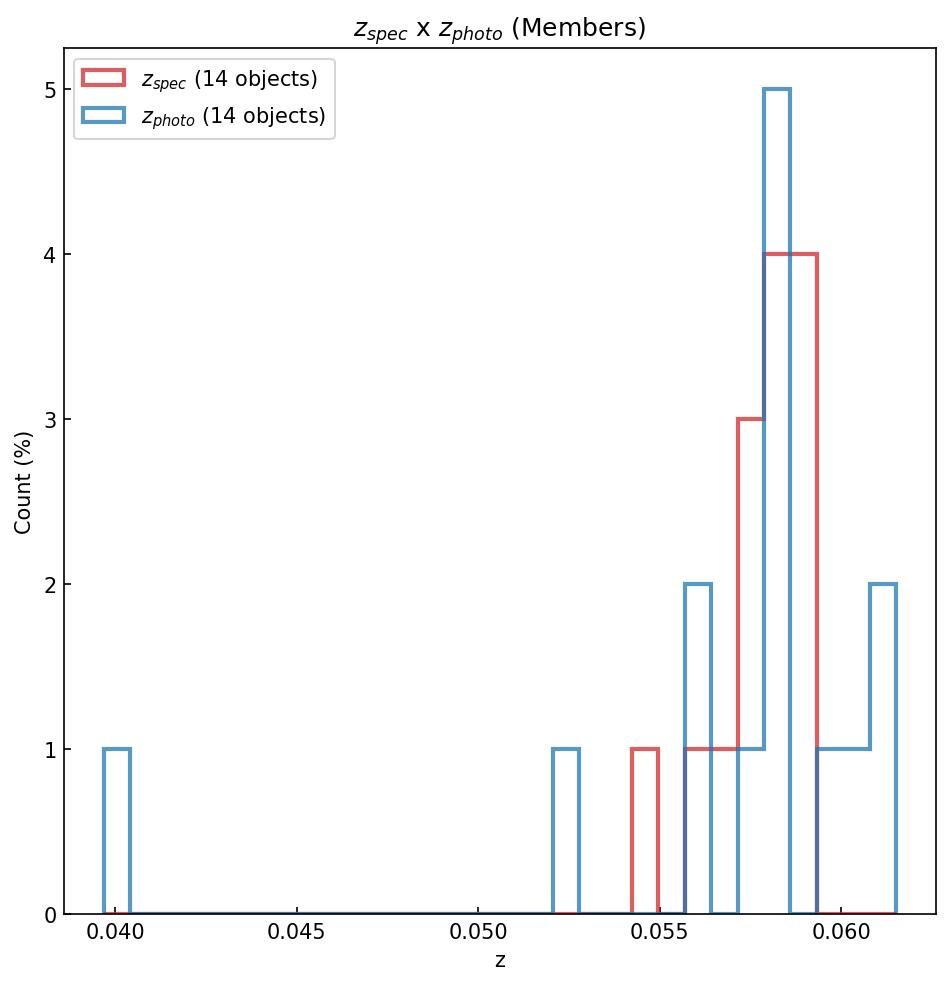 z_spec x z_photo (Members)
z_spec (14 objects)
z_photo (14 objects)
Count (%)
5
4
3
2
1
0
0.040 0.045 0.050 0.055 0.060
z